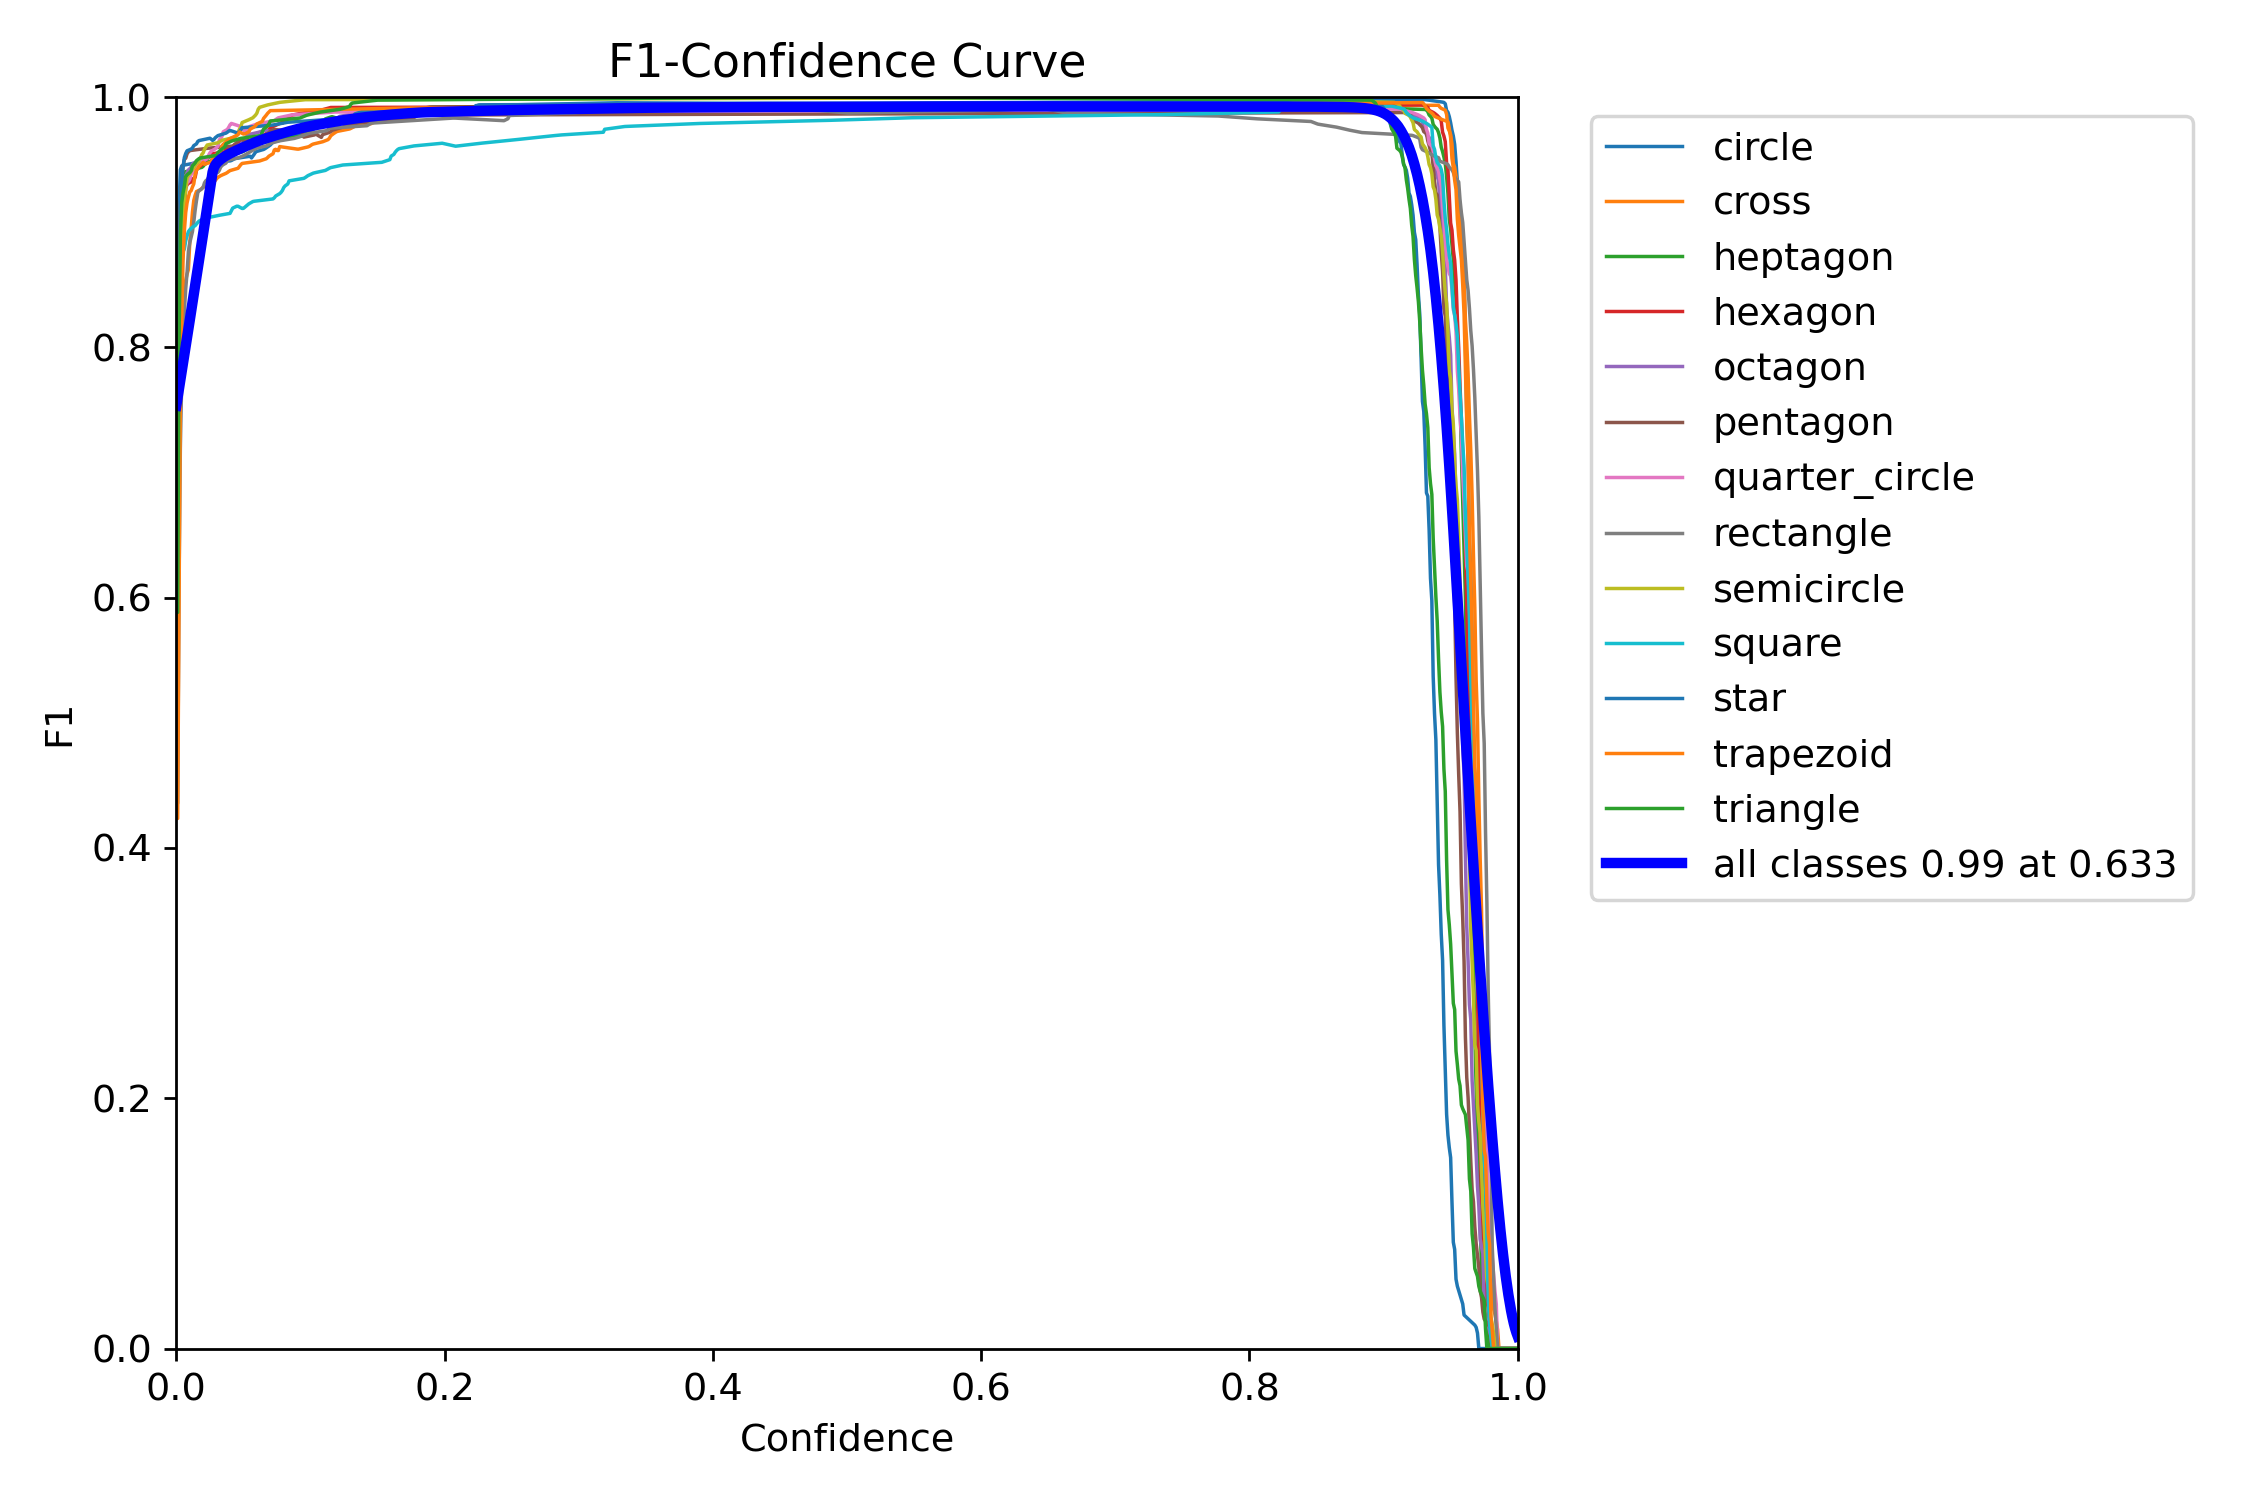 F1-Confidence Curve
1.0
0.8
0.6
0.4
0.2
0.0
F1
0.0 0.2 0.4 0.6 0.8 1.0
Confidence
circle
cross
heptagon
hexagon
octagon
pentagon
quarter_circle
rectangle
semicircle
square
star
trapezoid
triangle
all classes 0.99 at 0.633